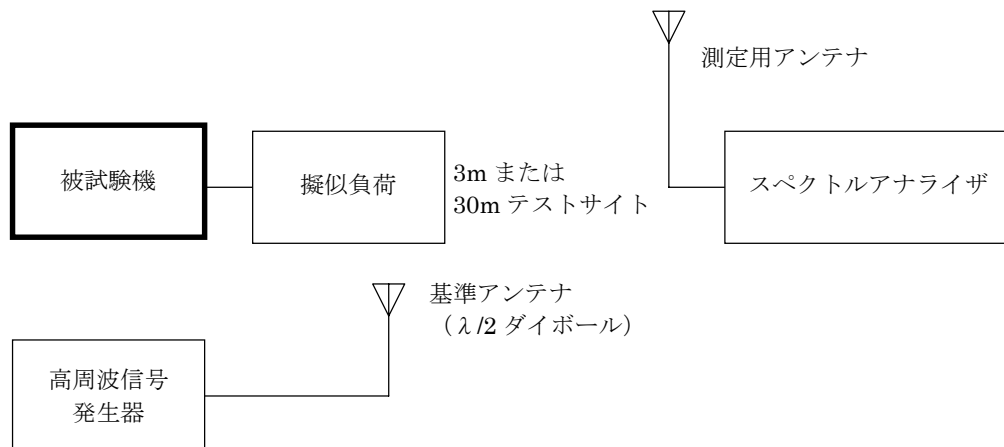 測定用アンテナ
被試験機
擬似負荷
3m または
30m テストサイト
スペクトルアナライザ
基準アンテナ
（λ/2 ダイボール）
高周波信号
発生器